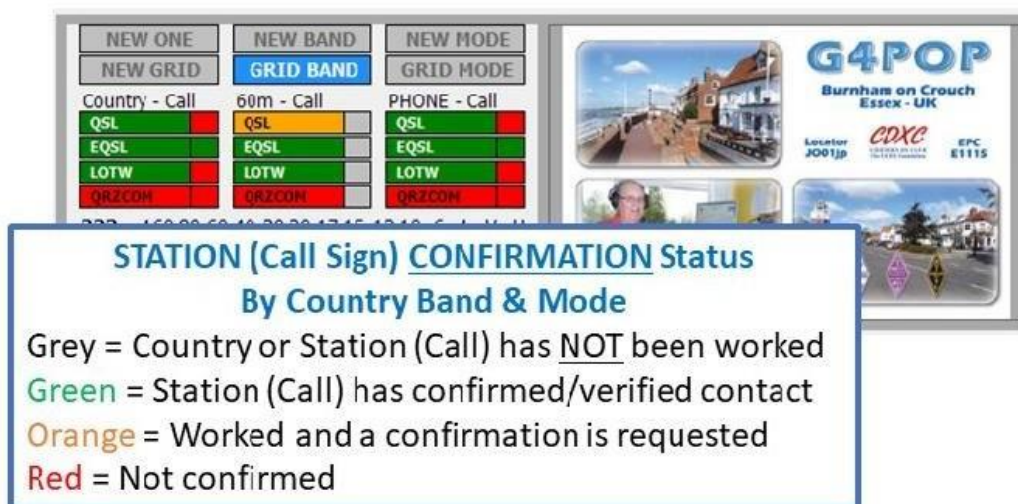 NEW ONE NEW BAND NEW MODE
NEW GRID GRID BAND GRID MODE
Country - Call 60m - Call PHONE - Call
QSL QSL QSL
EQSL EQSL EQSL
LOTW LOTW LOTW
QRZCOM QRZCOM QRZCOM
G4POP
Burnham on Crouch
Essex - UK
Locator
JO01jp
CDXC
EPC
E1115
STATION (Call Sign) CONFIRMATION Status
By Country Band & Mode
Grey = Country or Station (Call) has NOT been worked
Green = Station (Call) has confirmed/verified contact
Orange = Worked and a confirmation is requested
Red = Not confirmed